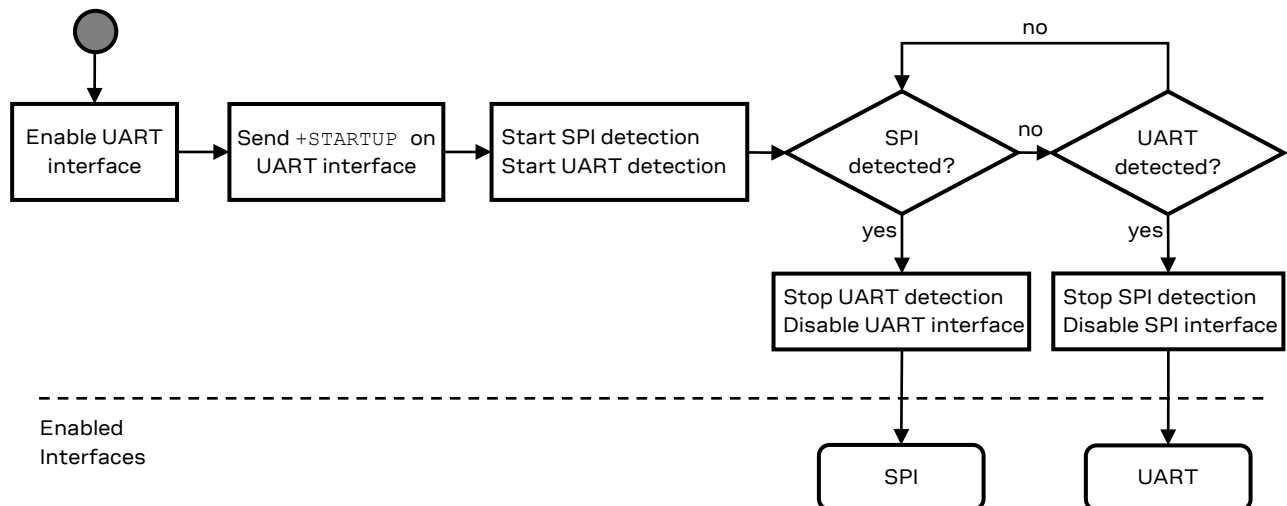 no
Enable UART
interface
Send +STARTUP on
UART interface
Start SPI detection
Start UART detection
SPI
detected?
no
UART
detected?
yes
yes
Stop UART detection
Disable UART interface
Stop SPI detection
Disable SPI interface
Enabled
Interfaces
SPI
UART